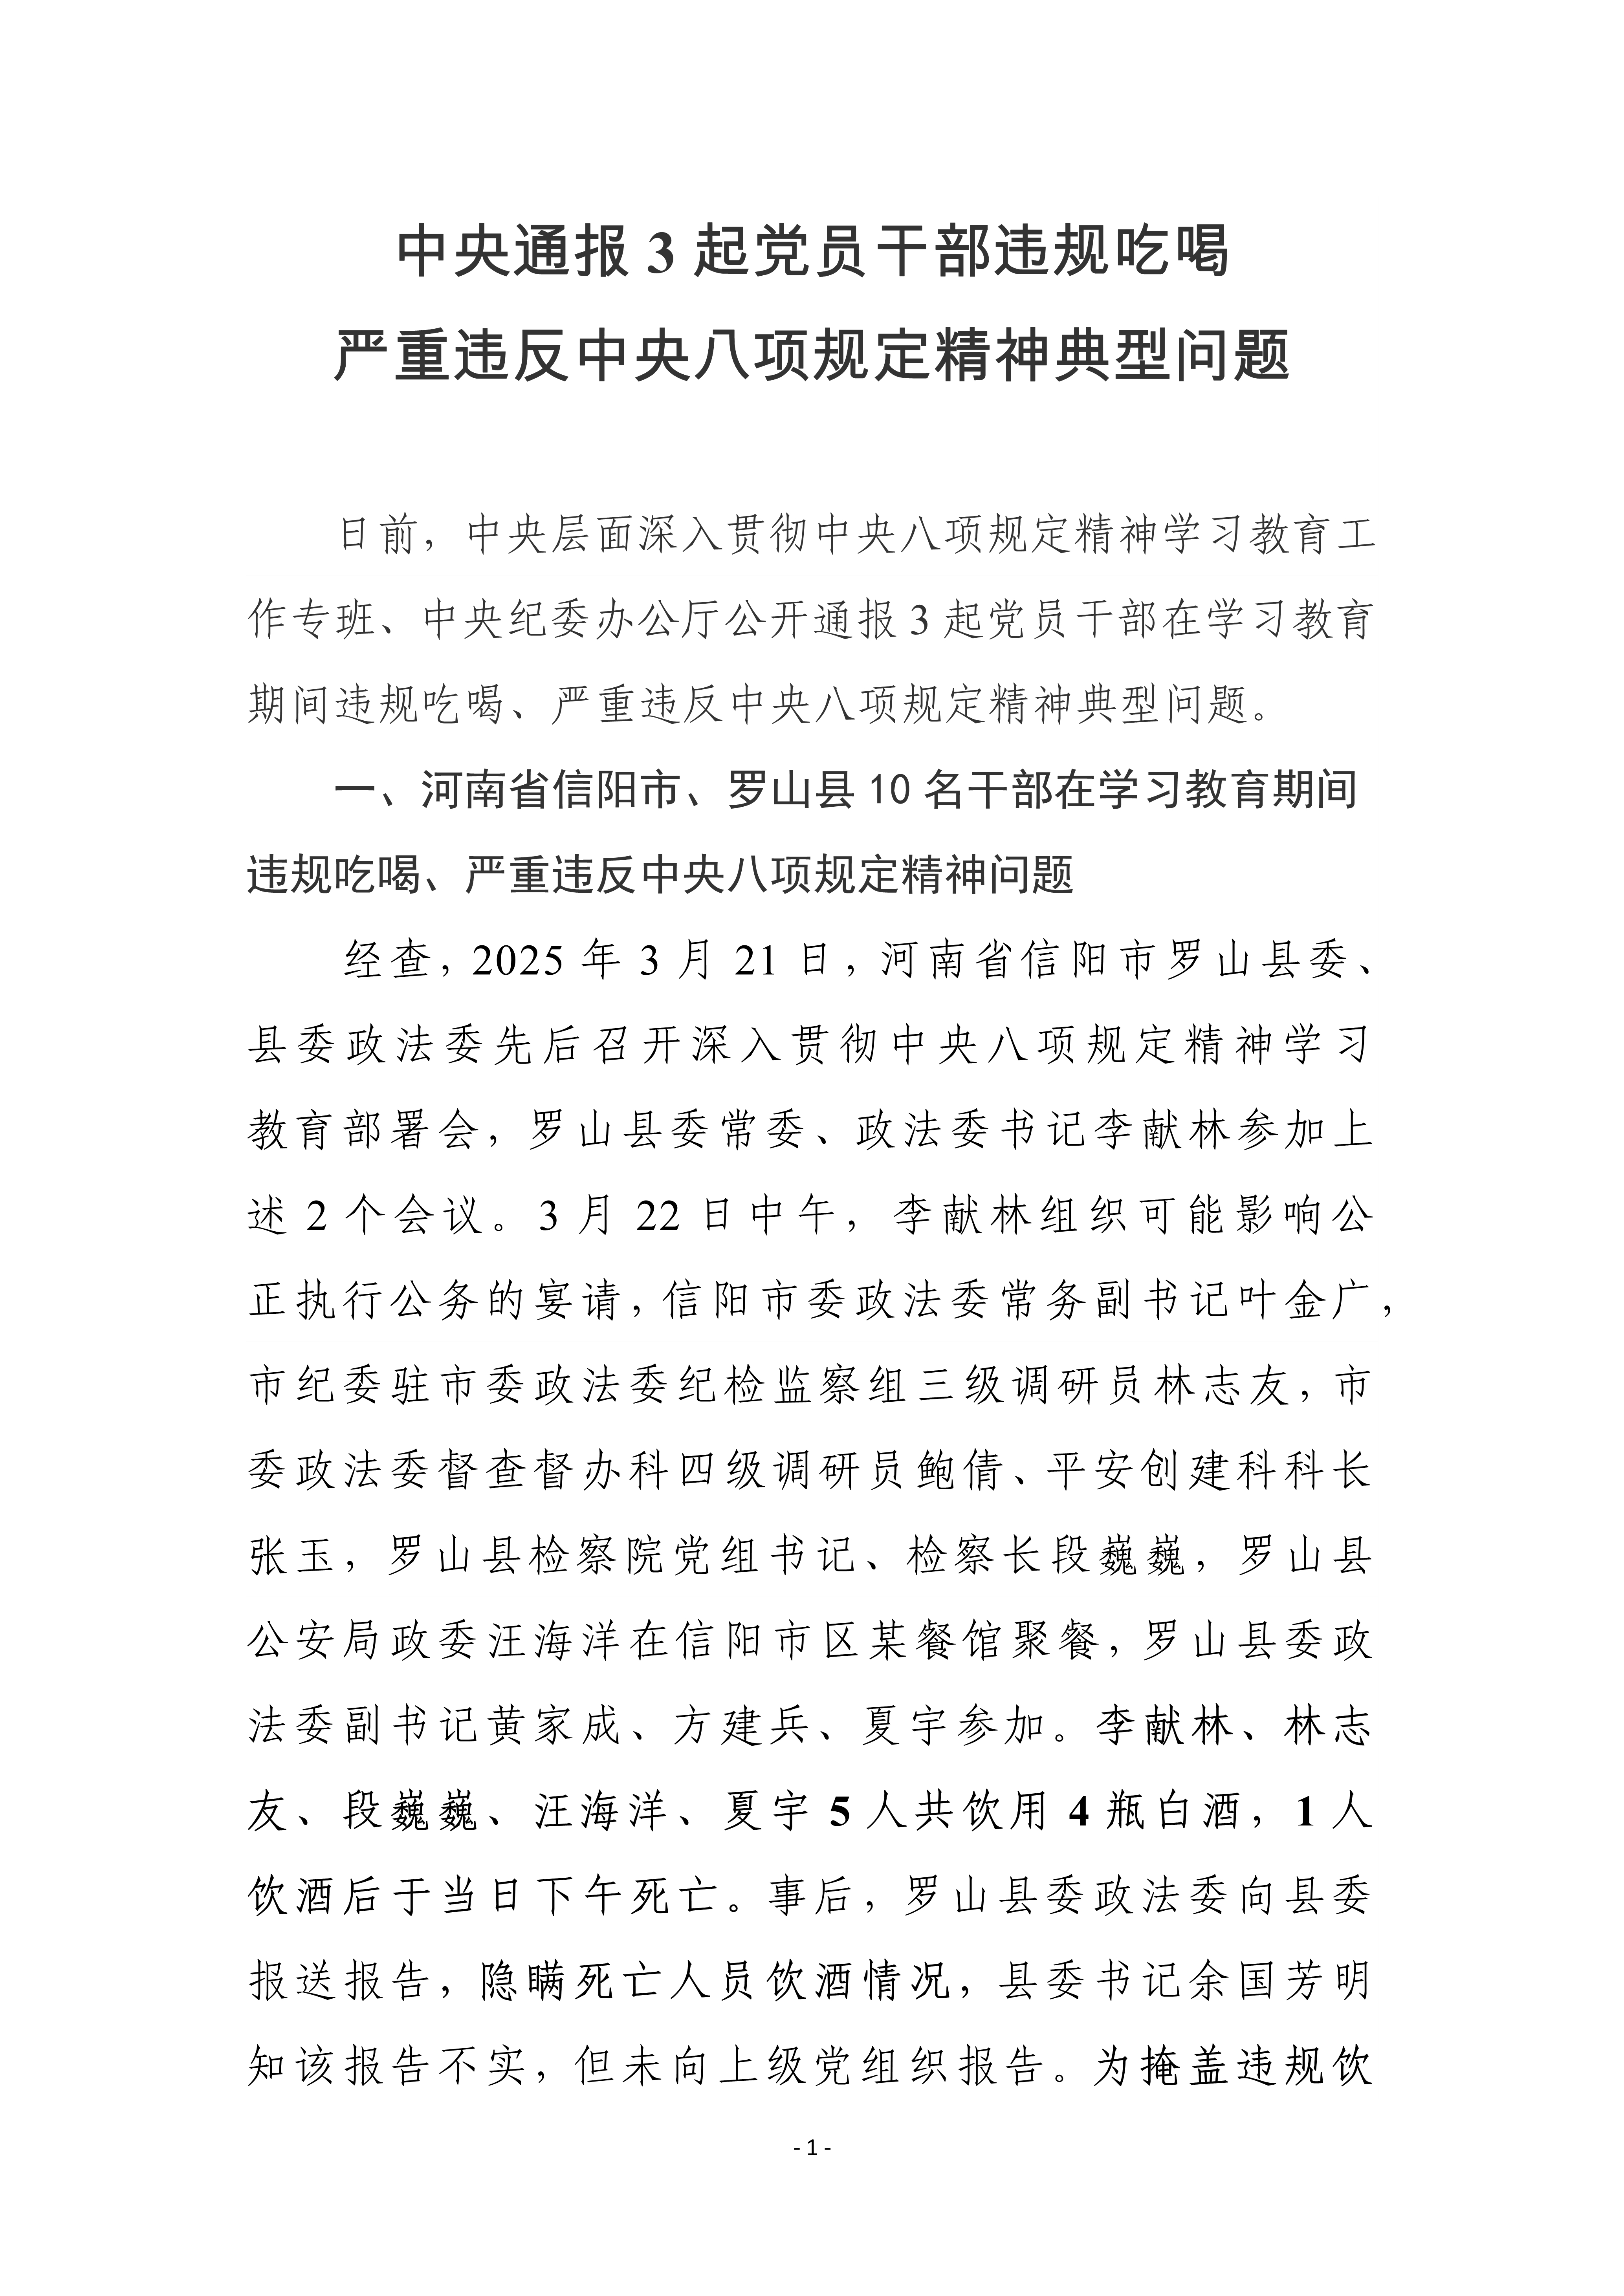 中央通报 3 起党员干部违规吃喝
严重违反中央八项规定精神典型问题
日前，中央层面深入贯彻中央八项规定精神学习教育工
作专班、中央纪委办公厅公开通报 3 起党员干部在学习教育
期间违规吃喝、严重违反中央八项规定精神典型问题。
一、河南省信阳市、罗山县 10 名干部在学习教育期间
违规吃喝、严重违反中央八项规定精神问题
经查，2025 年 3 月 21 日，河南省信阳市罗山县委、
县委政法委先后召开深入贯彻中央八项规定精神学习
教育部署会，罗山县委常委、政法委书记李献林参加上
述 2 个会议。3 月 22 日中午，李献林组织可能影响公
正执行公务的宴请，信阳市委政法委常务副书记叶金广，
市纪委驻市委政法委纪检监察组三级调研员林志友，市
委政法委督查督办科四级调研员鲍倩、平安创建科科长
张玉，罗山县检察院党组书记、检察长段巍巍，罗山县
公安局政委汪海洋在信阳市区某餐馆聚餐，罗山县委政
法委副书记黄家成、方建兵、夏宇参加。李献林、林志
友、段巍巍、汪海洋、夏宇 5 人共饮用 4 瓶白酒，1 人
饮酒后于当日下午死亡。事后，罗山县委政法委向县委
报送报告，隐瞒死亡人员饮酒情况，县委书记余国芳明
知该报告不实，但未向上级党组织报告。为掩盖违规饮
- 1 -